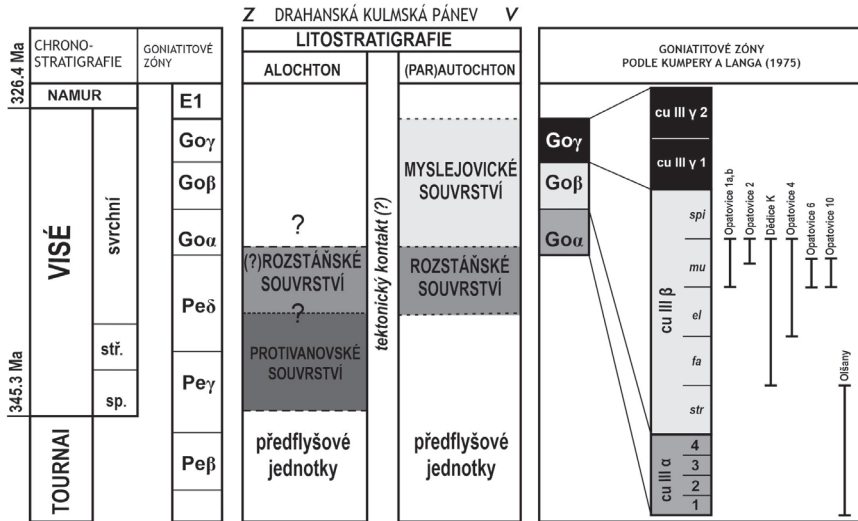 Z DRAHANSKÁ KULMSKÁ PÁNEV V
326.4 Ma
345.3 Ma
CHRONO-
STRATIGRAFIE
GONIATITOVÉ
ZÓNY
LITOSTRATIGRAFIE
ALOCHTON
(PAR)AUTOCHTON
GONIATITOVÉ ZÓNY
PODLE KUMPERY A LANGA (1975)
NAMUR
VISÉ
TOURNAI
svrchní
stř.
sp.
E1
Goγ
Goβ
Goα
Peδ
Peγ
Peβ
?
(?)ROZSTÁŇSKÉ
SOUVRSTVÍ
?
PROTIVANOVSKÉ
SOUVRSTVÍ
předflyšové
jednotky
tektonický kontakt (?)
MYSLEJOVICKÉ
SOUVRSTVÍ
ROZSTÁŇSKÉ
SOUVRSTVÍ
předflyšové
jednotky
Goγ
Goβ
Goα
cu III γ 2
cu III γ 1
cu III β
spi
mu
el
fa
str
cu III α
4
3
2
1
Opatovice 1a,b
Opatovice 2
Dědice K
Opatovice 4
Opatovice 6
Opatovice 10
Olšany